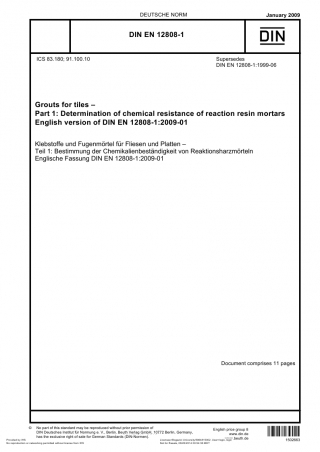 DEUTSCHE NORM
January 2009
DIN EN 12808-1
DIN
ICS 83.180; 91.100.10
Supersedes
DIN EN 12808-1:1999-06
Grouts for tiles –
Part 1: Determination of chemical resistance of reaction resin mortars
English version of DIN EN 12808-1:2009-01
Klebstoffe und Fugenmörtel für Fliesen und Platten –
Teil 1: Bestimmung der Chemikalienbeständigkeit von Reaktionsharzmörteln
Englische Fassung DIN EN 12808-1:2009-01
Document comprises 11 pages
© No part of this standard may be reproduced without prior permission of
DIN Deutsches Institut für Normung e. V., Berlin. Beuth Verlag GmbH, 10772 Berlin, Germany,
has the exclusive right of sale for German Standards (DIN-Normen).
English price group 8
www.din.de
www.beuth.de